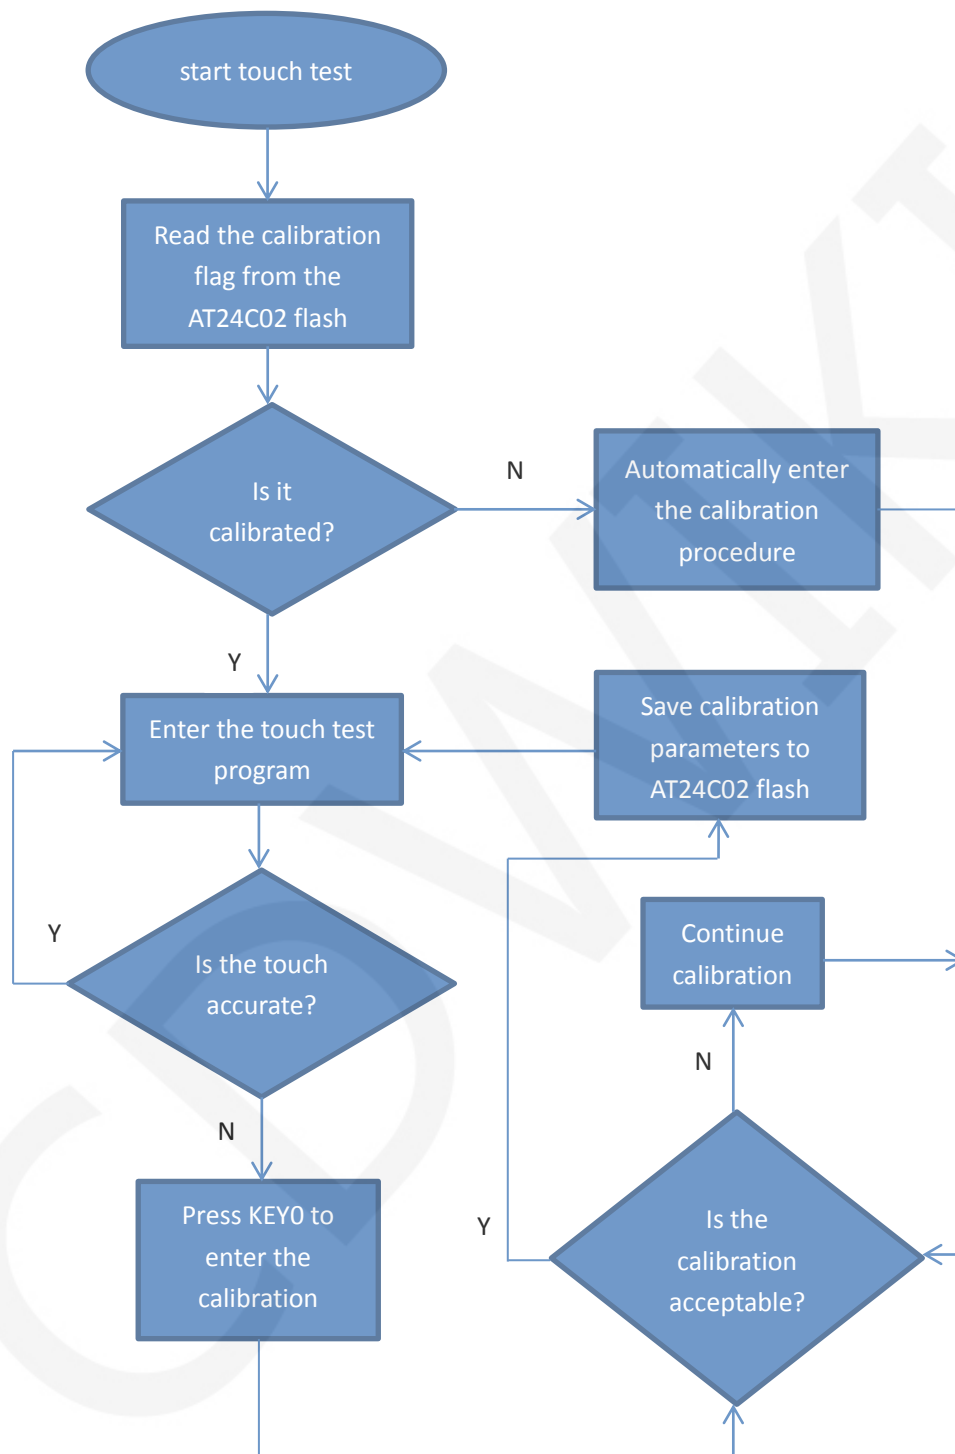 start touch test
Read the calibration
flag from the
AT24C02 flash
Is it
calibrated?
N
Automatically enter
the calibration
procedure
Y
Enter the touch test
program
Save calibration
parameters to
AT24C02 flash
Y
Is the touch
accurate?
Continue
calibration
N
N
Press KEY0 to
enter the
calibration
Y
Is the
calibration
acceptable?